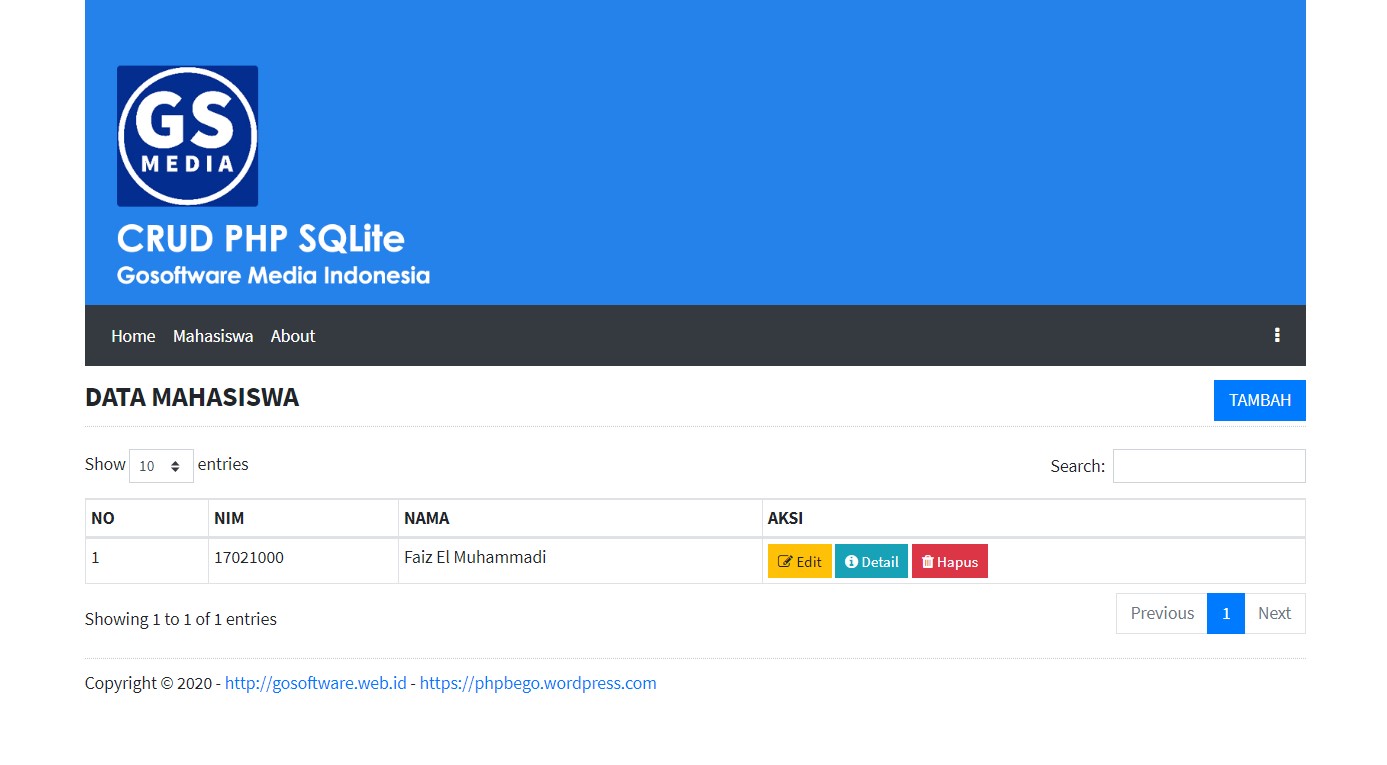 GS
MEDIA
CRUD PHP SQLite
Gosoftware Media Indonesia
Home Mahasiswa About
DATA MAHASISWA TAMBAH
Show 10 entries Search:
NO NIM NAMA AKSI
1 17021000 Faiz El Muhammadi Edit Detail Hapus
Showing 1 to 1 of 1 entries Previous 1 Next
Copyright © 2020 - http://gosoftware.web.id - https://phpbego.wordpress.com